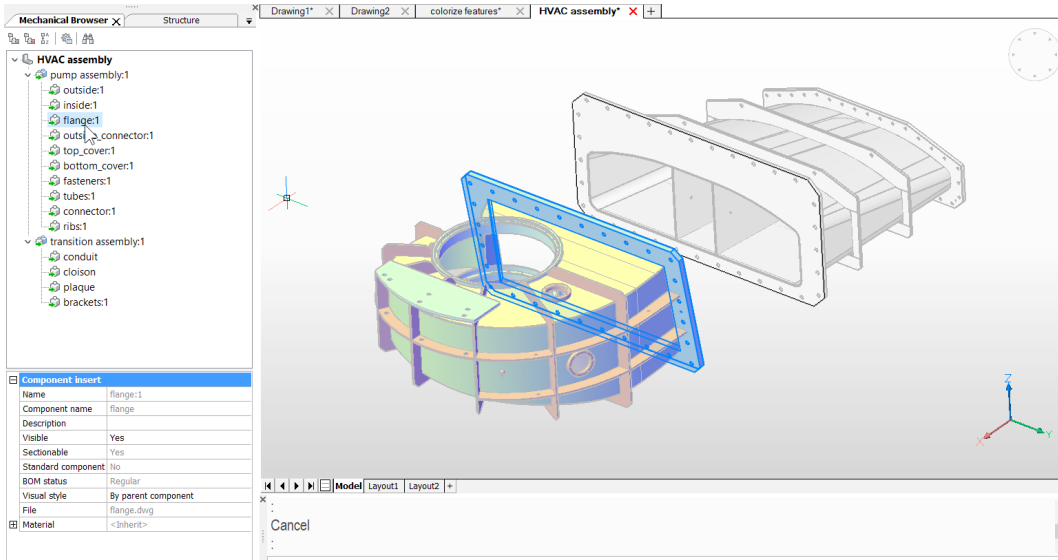 Drawing1* Drawing2 colorize features* HVAC assembly*
Mechanical Browser Structure
HVAC assembly
pump assembly:1
outside:1
inside:1
flange:1
outside_connector:1
top_cover:1
bottom_cover:1
fasteners:1
tubes:1
connector:1
ribs:1
transition assembly:1
conduit
cloison
plaque
brackets:1
Component insert
Name flange:1
Component name flange
Description
Visible Yes
Sectionable Yes
Standard component No
BOM status Regular
Visual style By parent component
File flange.dwg
Material <Inherit>
Z
X
Y
Model Layout1 Layout2 +
:
Cancel
: